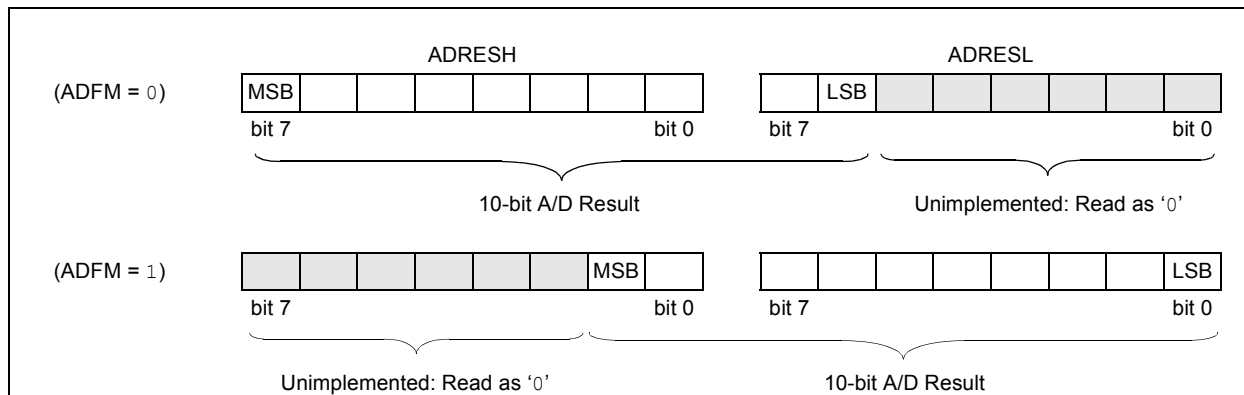 ADRESH ADRESL
(ADFM = 0) MSB LSB
bit 7 bit 0 bit 7 bit 0
10-bit A/D Result Unimplemented: Read as ‘0’
(ADFM = 1) MSB LSB
bit 7 bit 0 bit 7 bit 0
Unimplemented: Read as ‘0’ 10-bit A/D Result